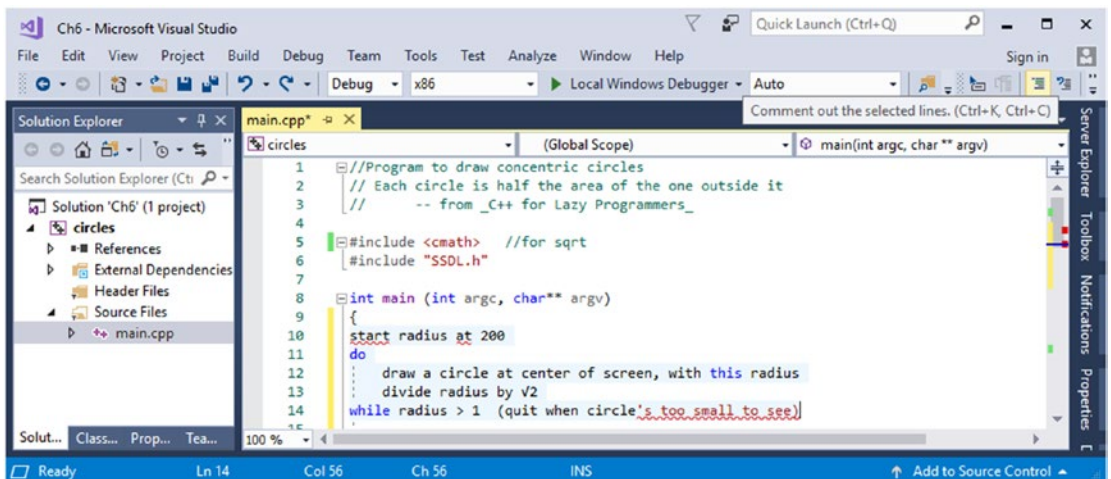 Ch6 - Microsoft Visual Studio
Quick Launch (Ctrl+Q)
File Edit View Project Build Debug Team Tools Test Analyze Window Help
Sign in
Debug x86 Local Windows Debugger Auto
Comment out the selected lines. (Ctrl+K, Ctrl+C)
Solution Explorer
Search Solution Explorer (Ct
Solution 'Ch6' (1 project)
circles
References
External Dependencies
Header Files
Source Files
main.cpp
Solut... Class... Prop... Tea...
main.cpp*
circles (Global Scope) main(int argc, char ** argv)
1 //Program to draw concentric circles
2 // Each circle is half the area of the one outside it
3 // -- from _C++ for Lazy Programmers_
4
5 #include <cmath> //for sqrt
6 #include "SSDL.h"
7
8 int main (int argc, char** argv)
9 {
10 start radius at 200
11 do
12 draw a circle at center of screen, with this radius
13 divide radius by √2
14 while radius > 1 (quit when circle's too small to see)
15
100 %
Server Explorer
Toolbox
Notifications
Properties
Ready Ln 14 Col 56 Ch 56 INS Add to Source Control